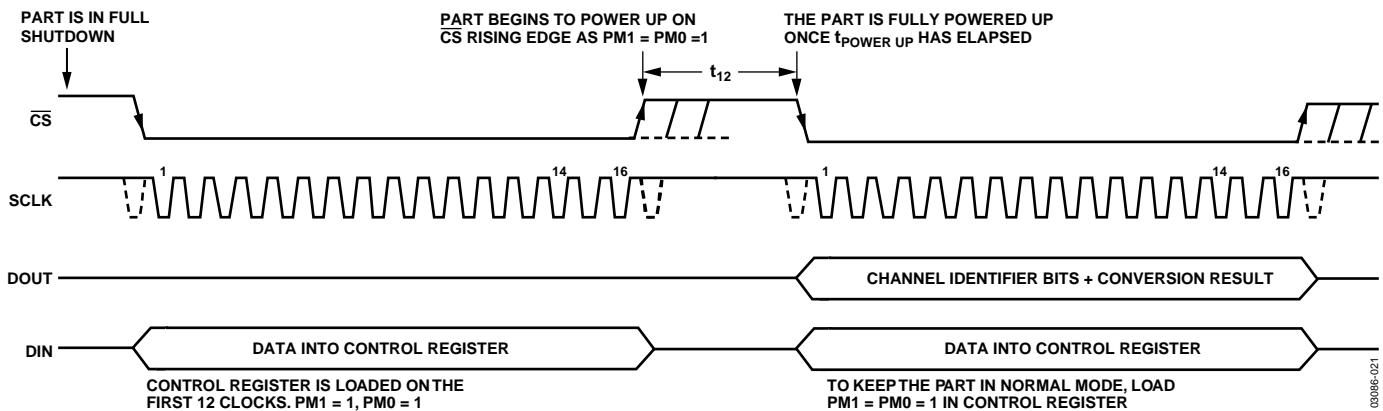 PART IS IN FULL
SHUTDOWN
PART BEGINS TO POWER UP ON
CS RISING EDGE AS PM1 = PM0 =1
THE PART IS FULLY POWERED UP
ONCE tPOWER UP HAS ELAPSED
t12
CS
1
14
16
1
14
16
SCLK
DOUT
CHANNEL IDENTIFIER BITS + CONVERSION RESULT
DIN
DATA INTO CONTROL REGISTER
DATA INTO CONTROL REGISTER
CONTROL REGISTER IS LOADED ON THE
FIRST 12 CLOCKS. PM1 = 1, PM0 = 1
TO KEEP THE PART IN NORMAL MODE, LOAD
PM1 = PM0 = 1 IN CONTROL REGISTER
03086-021